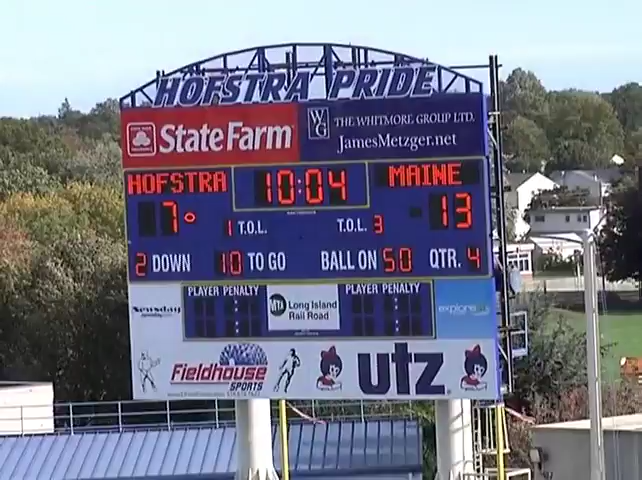 HOFSTRA PRIDE
State Farm
WG
THE WHITMORE GROUP LTD.
JamesMetzger.net
HOFSTRA 10:04 MAINE
7 1 T.O.L. T.O.L. 3 13
2 DOWN 10 TO GO BALL ON 50 QTR. 4
PLAYER PENALTY PLAYER PENALTY
Newsday
MTA Long Island
Rail Road
explore
Fieldhouse
SPORTS
utz